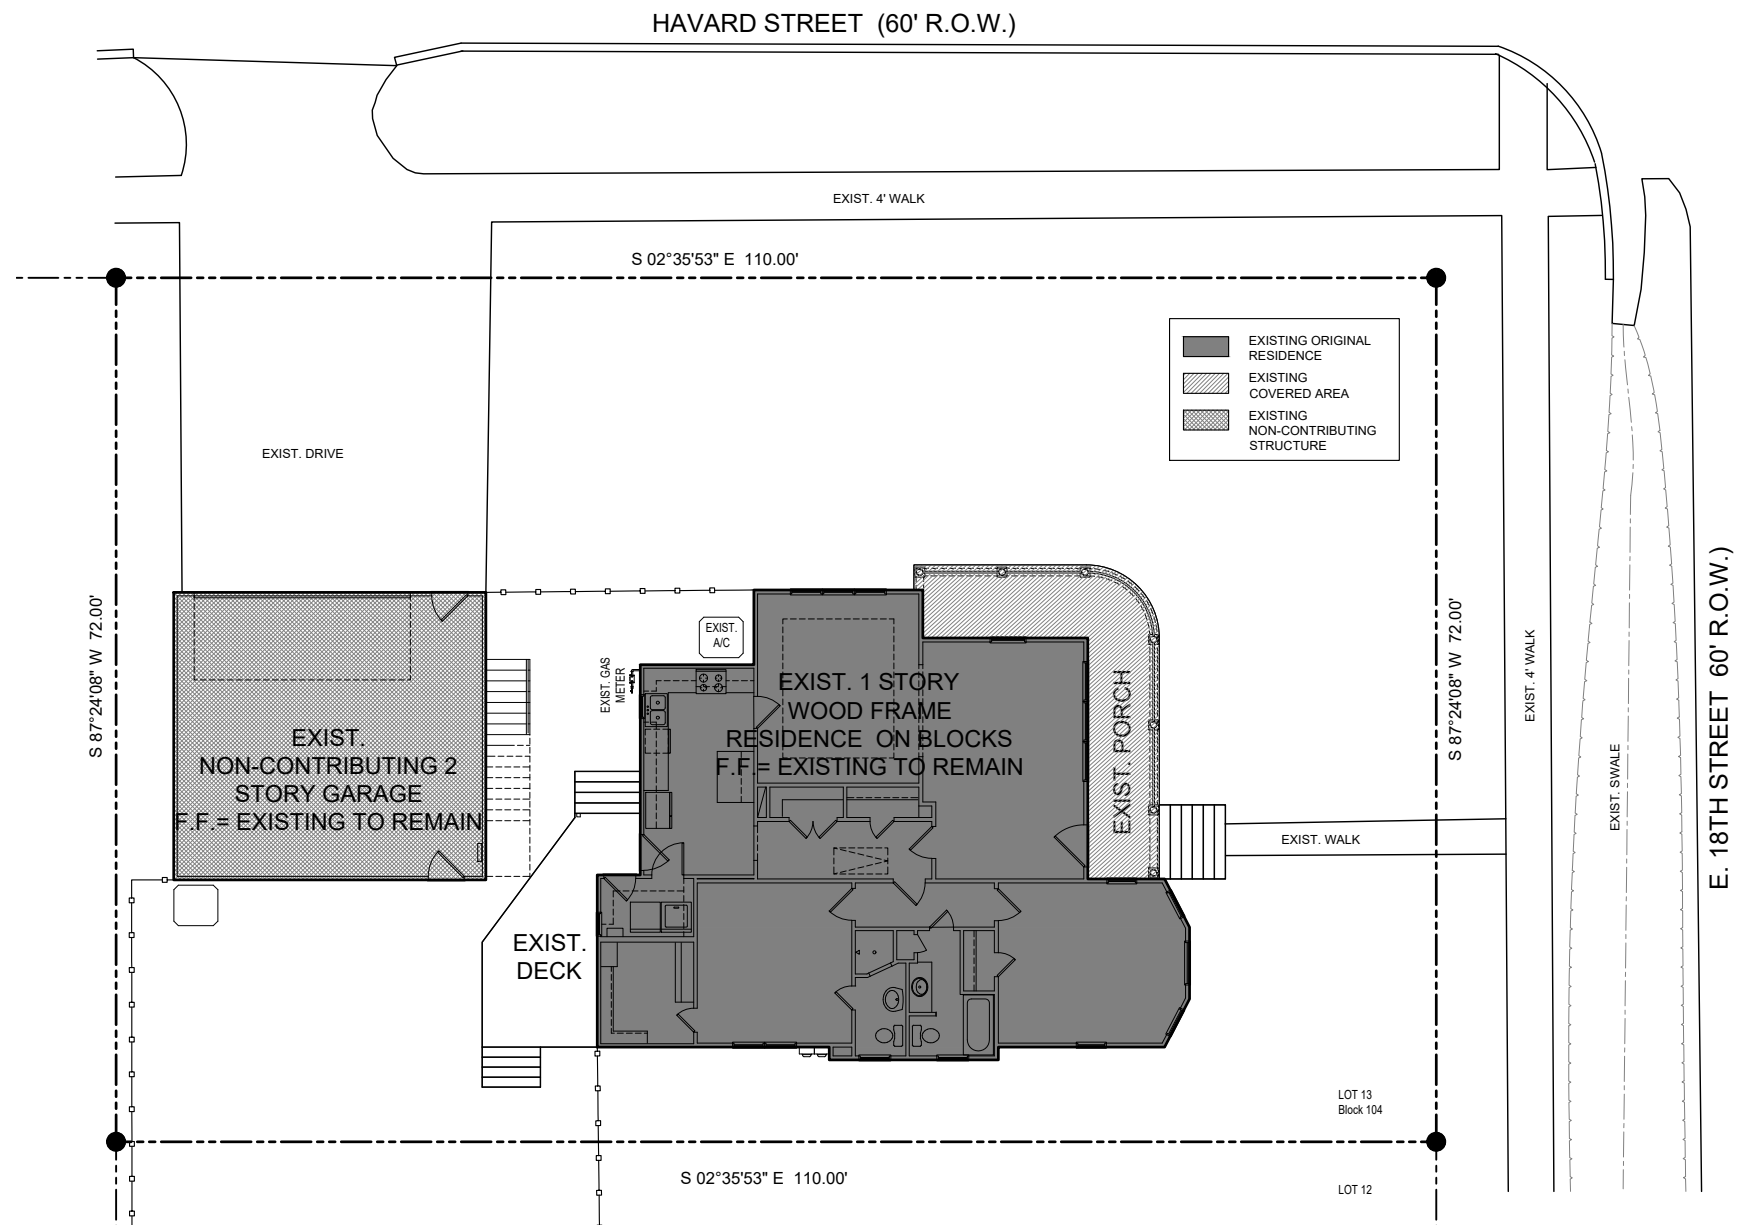 HAVARD STREET (60' R.O.W.)
EXIST. 4' WALK
S 02°35'53" E 110.00'
EXISTING ORIGINAL
RESIDENCE
EXISTING
COVERED AREA
EXISTING
NON-CONTRIBUTING
STRUCTURE
EXIST. DRIVE
S 87°24'08" W 72.00'
EXIST.
A/C
EXIST. GAS
METER
EXIST.
NON-CONTRIBUTING 2
STORY GARAGE
F.F.= EXISTING TO REMAIN
EXIST. 1 STORY
WOOD FRAME
RESIDENCE ON BLOCKS
F.F.= EXISTING TO REMAIN
EXIST. PORCH
S 87°24'08" W 72.00'
EXIST. 4' WALK
EXIST. SWALE
E. 18TH STREET 60' R.O.W.)
EXIST. WALK
EXIST.
DECK
LOT 13
Block 104
S 02°35'53" E 110.00'
LOT 12